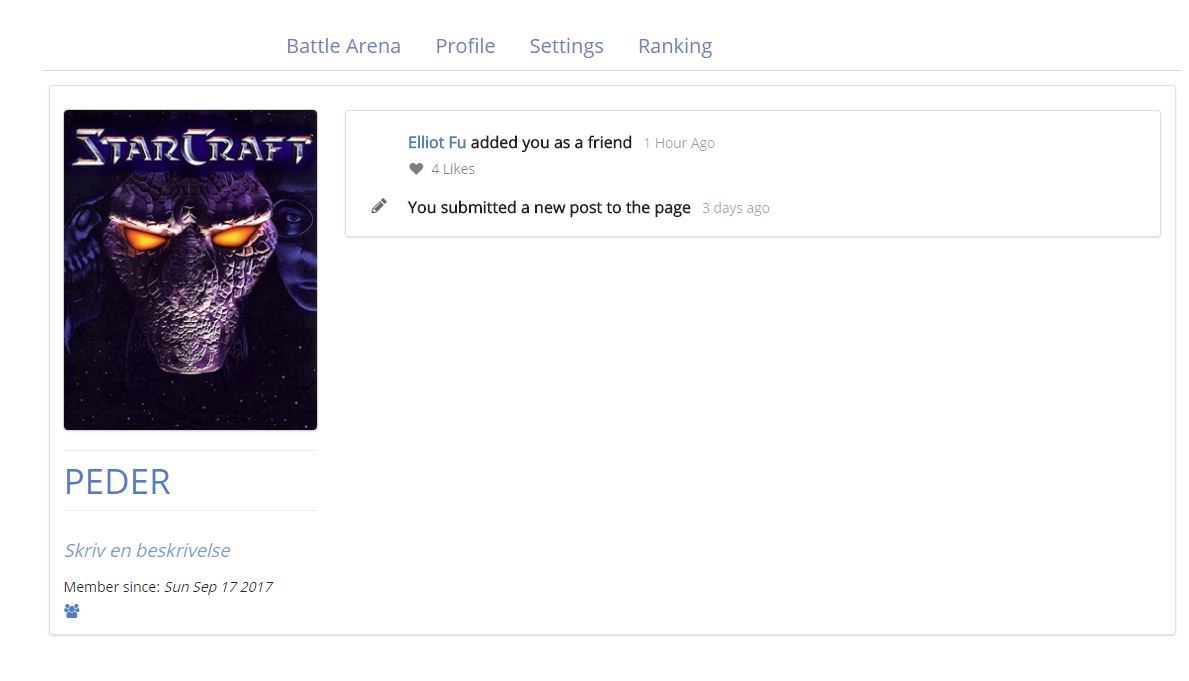 Battle Arena Profile Settings Ranking
STARCRAFT
Elliot Fu added you as a friend 1 Hour Ago
4 Likes
You submitted a new post to the page 3 days ago
PEDER
Skriv en beskrivelse
Member since: Sun Sep 17 2017